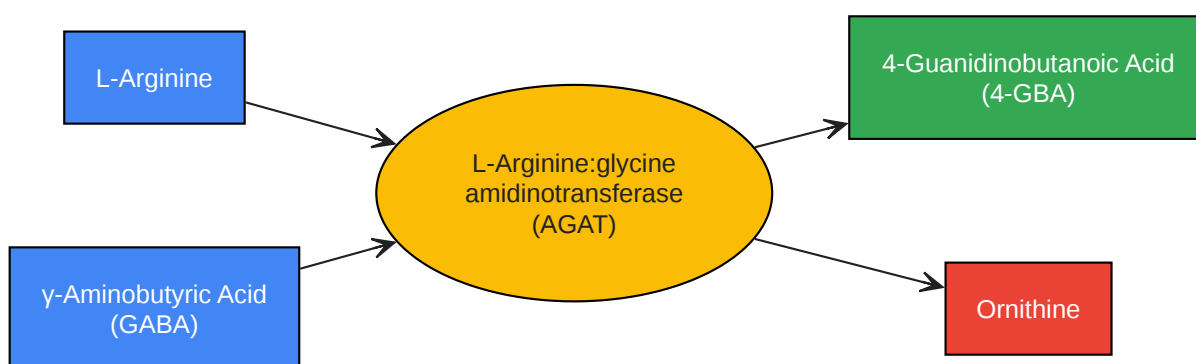 L-Arginine
4-Guanidinobutanoic Acid
(4-GBA)
L-Arginine:glycine
amidinotransferase
(AGAT)
γ-Aminobutyric Acid
(GABA)
Ornithine